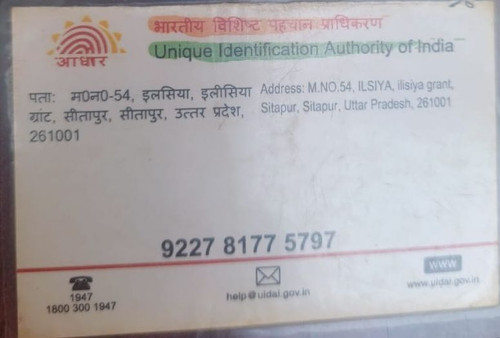 भारतीय विशिष्ट पहचान प्राधिकरण
Unique Identification Authority of India
आधार
पता: म0न0-54, इलसिया, इलीसिया
ग्रांट, सीतापुर, सीतापुर, उत्तर प्रदेश,
261001
Address: M.NO.54, ILSIYA, ilisiya grant,
Sitapur, Sitapur, Uttar Pradesh, 261001
9227 8177 5797
1947
1800 300 1947
help@uidai.gov.in
WWW
www.uidai.gov.in